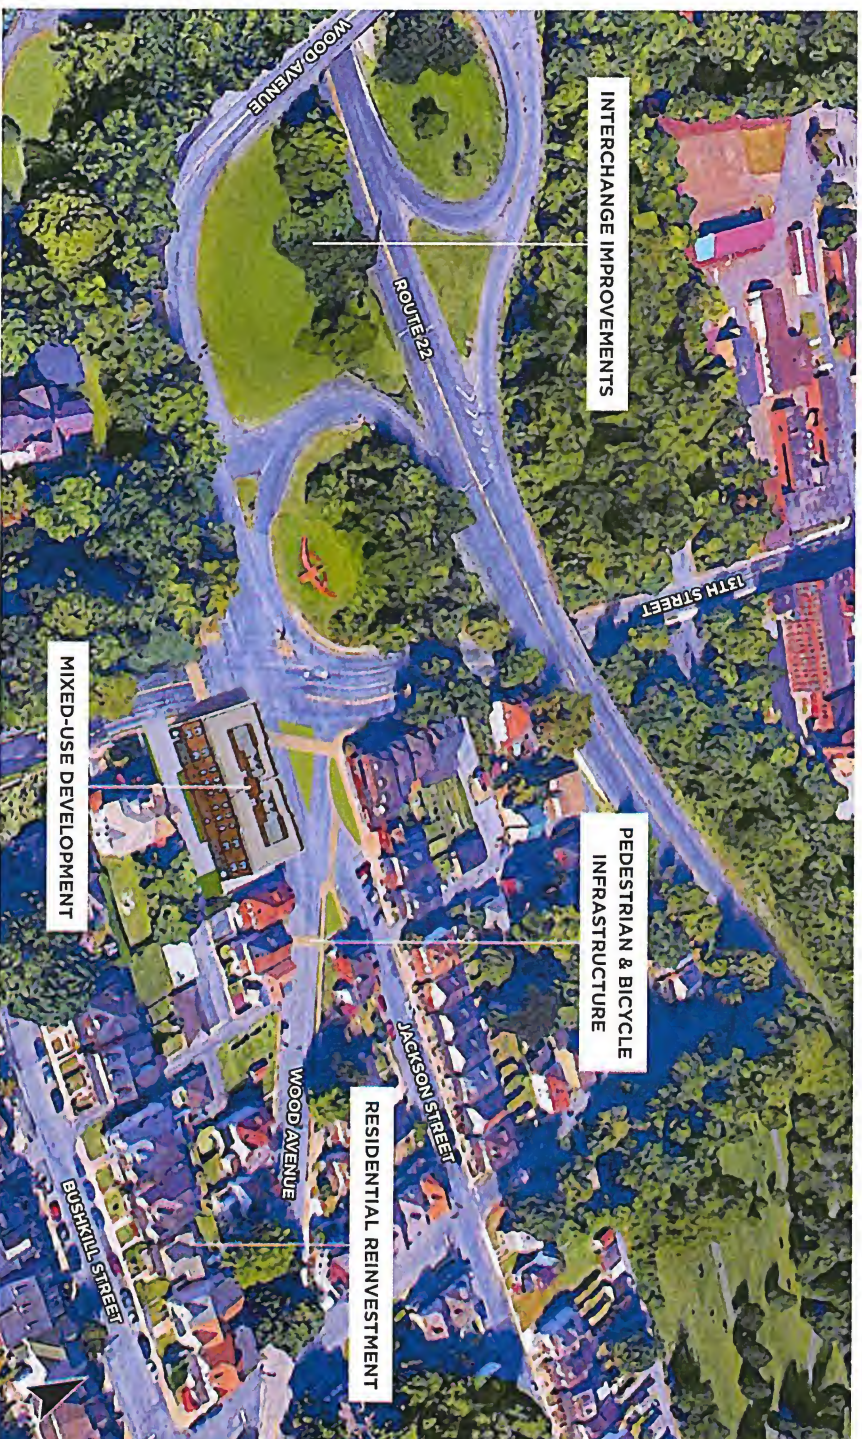 INTERCHANGE IMPROVEMENTS
WOOD AVENUE
ROUTE 22
13TH STREET
PEDESTRIAN & BICYCLE
INFRASTRUCTURE
MIXED-USE DEVELOPMENT
JACKSON STREET
WOOD AVENUE
RESIDENTIAL REINVESTMENT
BUSHKILL STREET